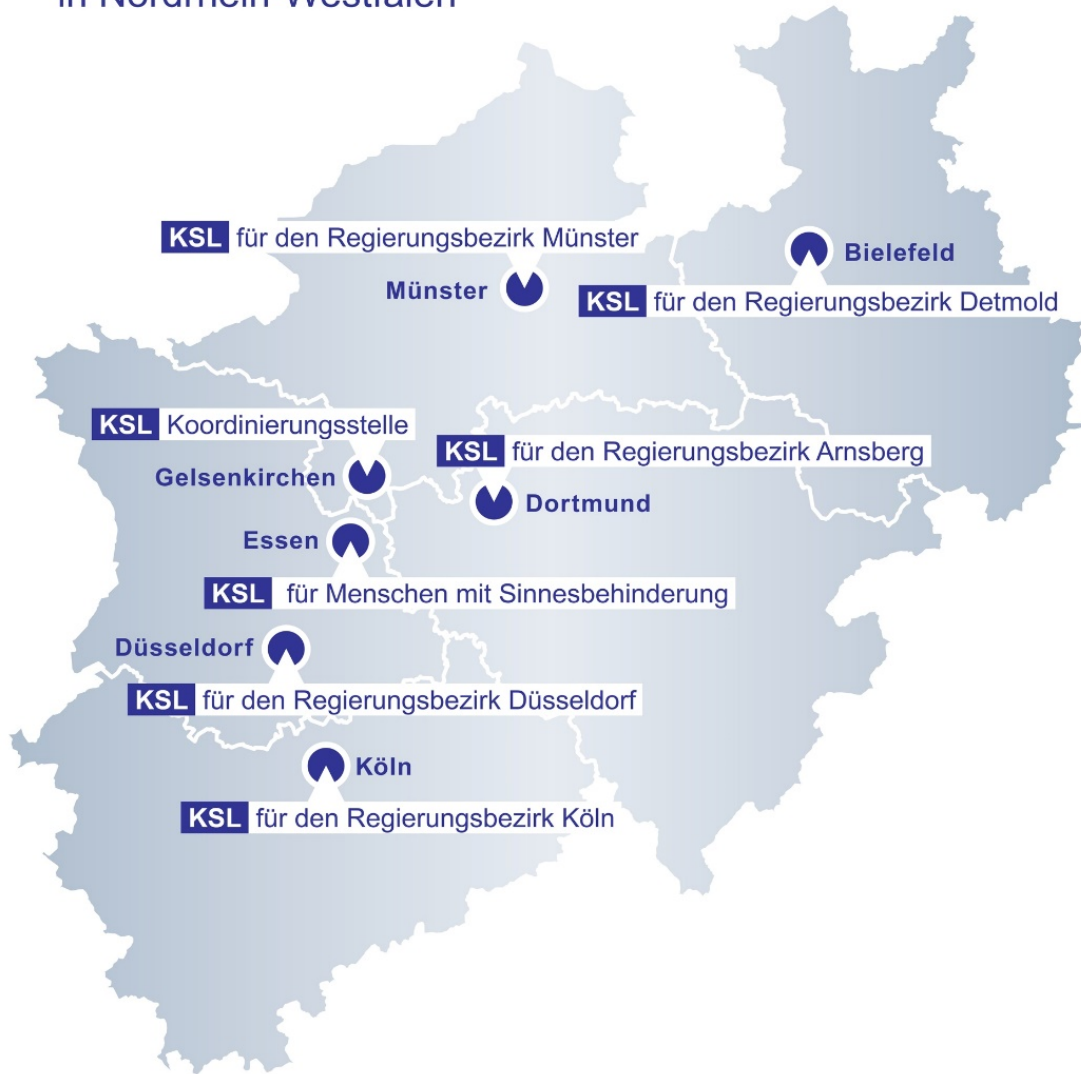 in Nordrhein-Westfalen
KSL für den Regierungsbezirk Münster
Münster
Bielefeld
KSL für den Regierungsbezirk Detmold
KSL Koordinierungsstelle
Gelsenkirchen
KSL für den Regierungsbezirk Arnsberg
Dortmund
Essen
KSL für Menschen mit Sinnesbehinderung
Düsseldorf
KSL für den Regierungsbezirk Düsseldorf
Köln
KSL für den Regierungsbezirk Köln